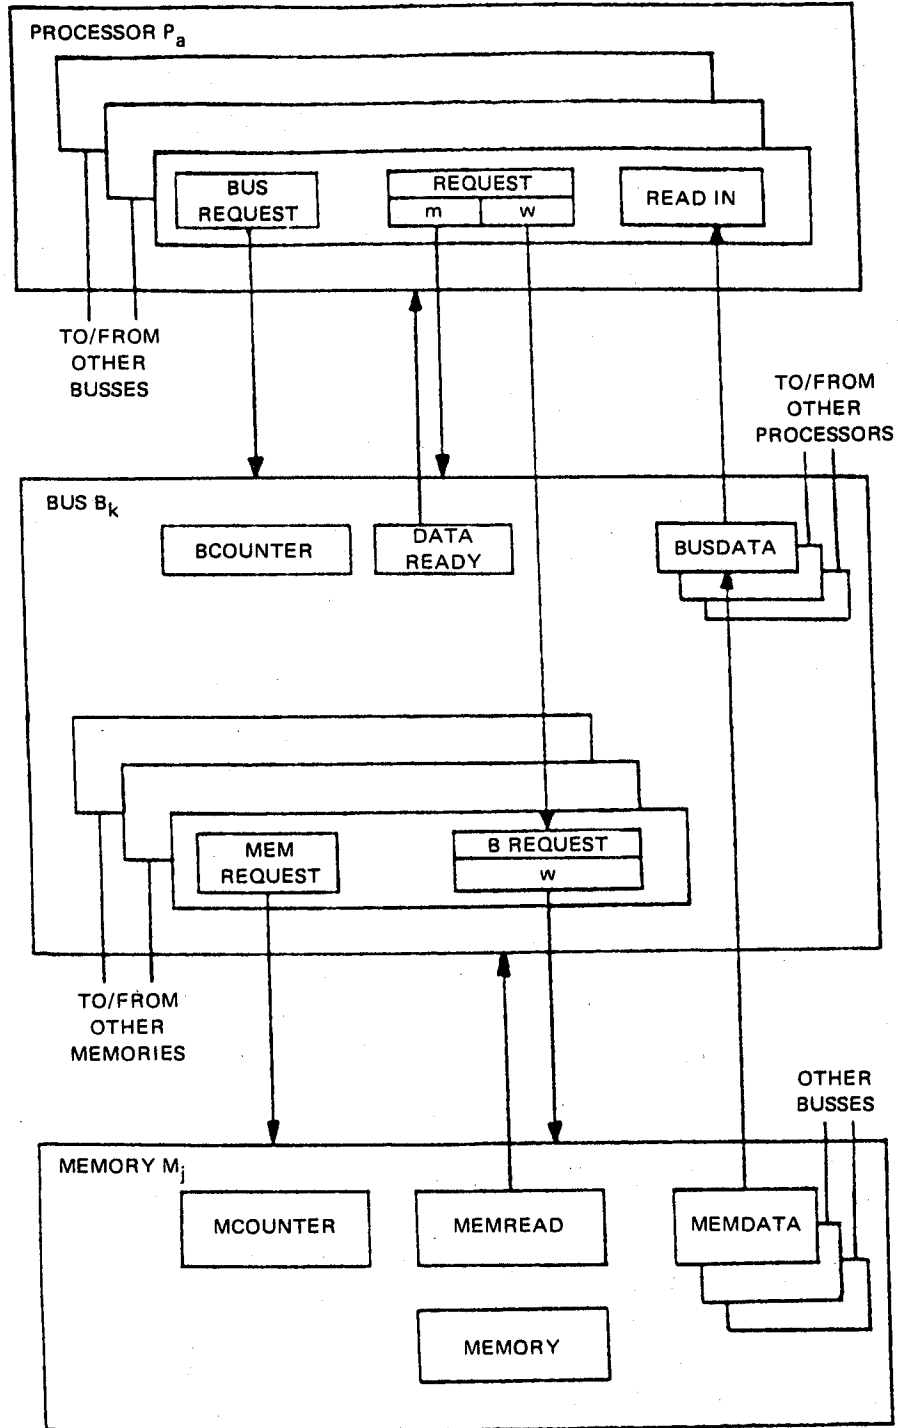 PROCESSOR Pa
BUS
REQUEST
REQUEST
m
w
READ IN
TO/FROM
OTHER
BUSSES
TO/FROM
OTHER
PROCESSORS
BUS Bk
BCOUNTER
DATA
READY
BUSDATA
MEM
REQUEST
B REQUEST
w
TO/FROM
OTHER
MEMORIES
OTHER
BUSSES
MEMORY Mj
MCOUNTER
MEMREAD
MEMDATA
MEMORY